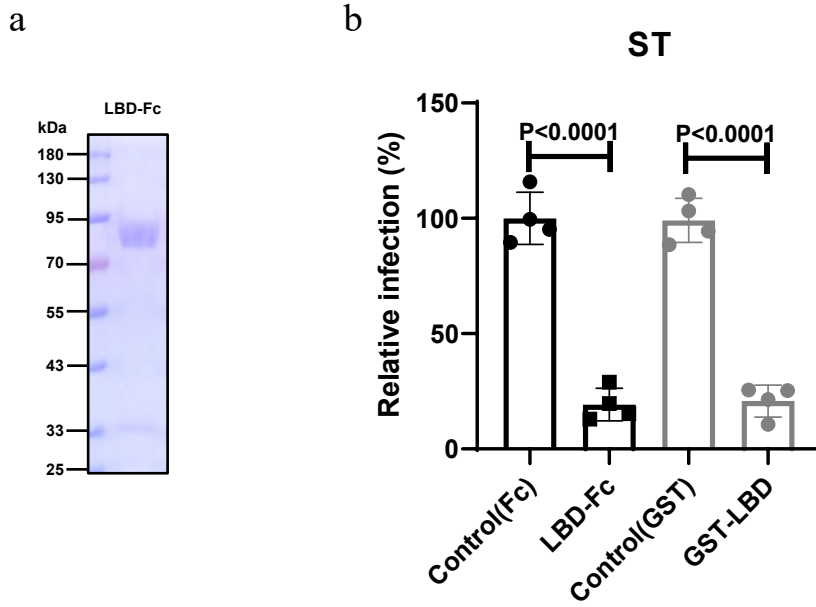 a
LBD-Fc
kDa
180
130
95
70
55
43
33
25
b
ST
P<0.0001
P<0.0001
Relative infection (%)
150
100
50
0
Control(Fc)
LBD-Fc
Control(GST)
GST-LBD